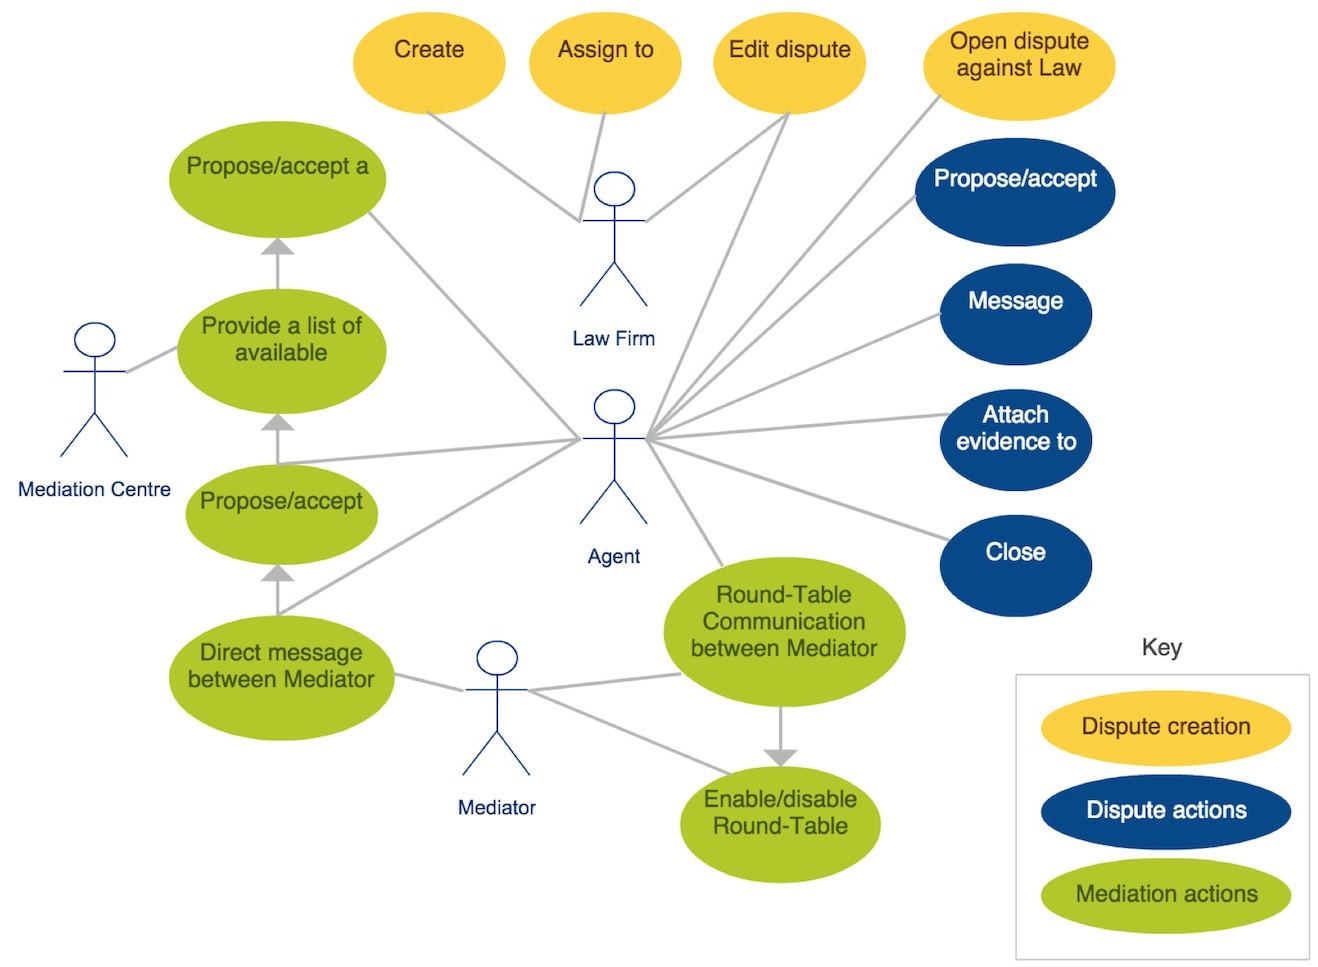 Create
Assign to
Edit dispute
Open dispute
against Law
Propose/accept a
Propose/accept
Message
Provide a list of
available
Law Firm
Attach
evidence to
Mediation Centre
Propose/accept
Agent
Close
Round-Table
Communication
between Mediator
Direct message
between Mediator
Mediator
Enable/disable
Round-Table
Key
Dispute creation
Dispute actions
Mediation actions